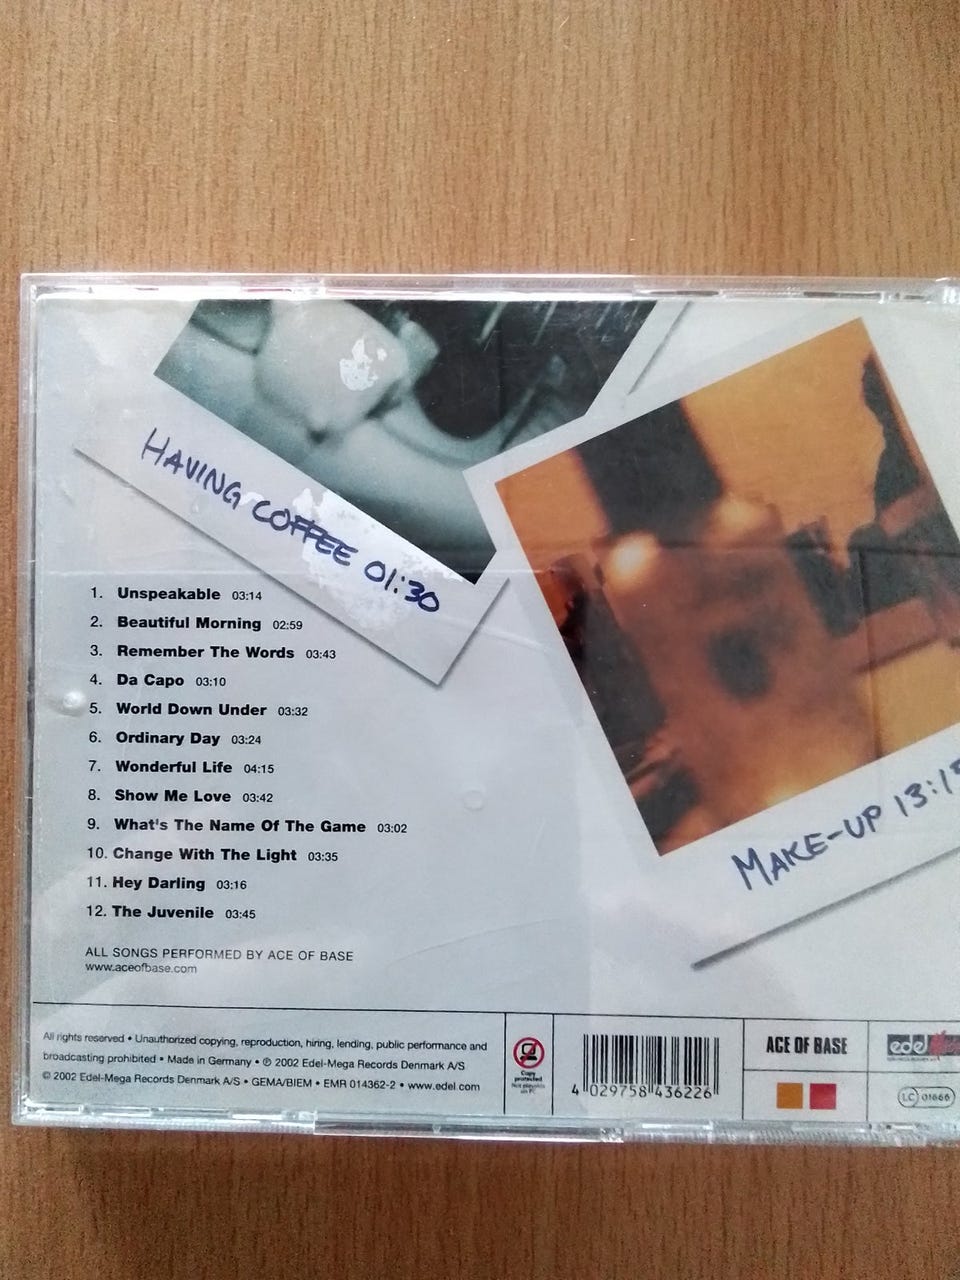 HAVING COFFEE 01:30
1. Unspeakable 03:14
2. Beautiful Morning 02:59
3. Remember The Words 03:43
4. Da Capo 03:10
5. World Down Under 03:32
6. Ordinary Day 03:24
7. Wonderful Life 04:15
8. Show Me Love 03:42
9. What's The Name Of The Game 03:02
10. Change With The Light 03:35
11. Hey Darling 03:16
12. The Juvenile 03:45
MAKE-UP
ALL SONGS PERFORMED BY ACE OF BASE
www.aceofbase.com
All rights reserved • Unauthorized copying, reproduction, hiring, lending, public performance and
broadcasting prohibited • Made in Germany • ℗ 2002 Edel-Mega Records Denmark A/S
© 2002 Edel-Mega Records Denmark A/S • GEMA/BIEM • EMR 014362-2 • www.edel.com
Copy
protected
Not playable
on PC
4 029758 436226
ACE OF BASE
edel
LC 01666